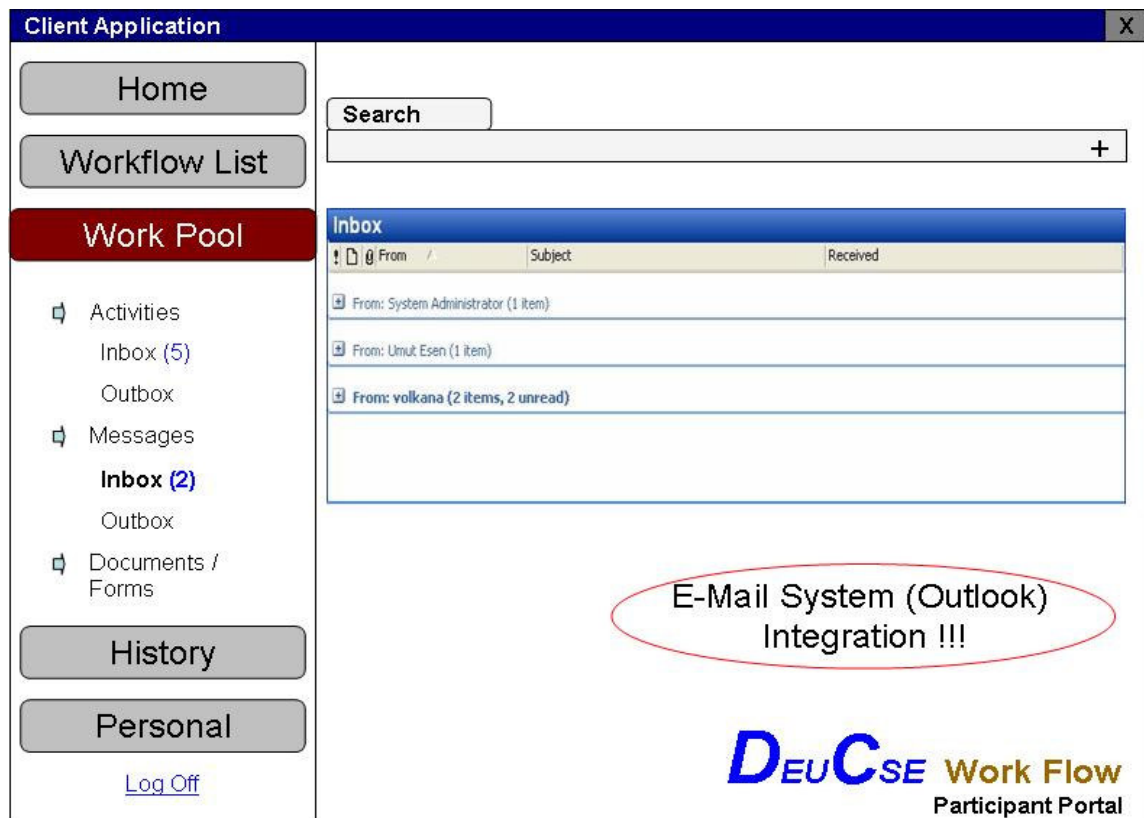 Client Application X
Home
Workflow List
Work Pool
Activities
Inbox (5)
Outbox
Messages
Inbox (2)
Outbox
Documents /
Forms
History
Personal
Log Off
Search
+
Inbox
! From / Subject Received
From: System Administrator (1 item)
From: Umut Esen (1 item)
From: volkana (2 items, 2 unread)
E-Mail System (Outlook)
Integration !!!
DEUCSE Work Flow
Participant Portal